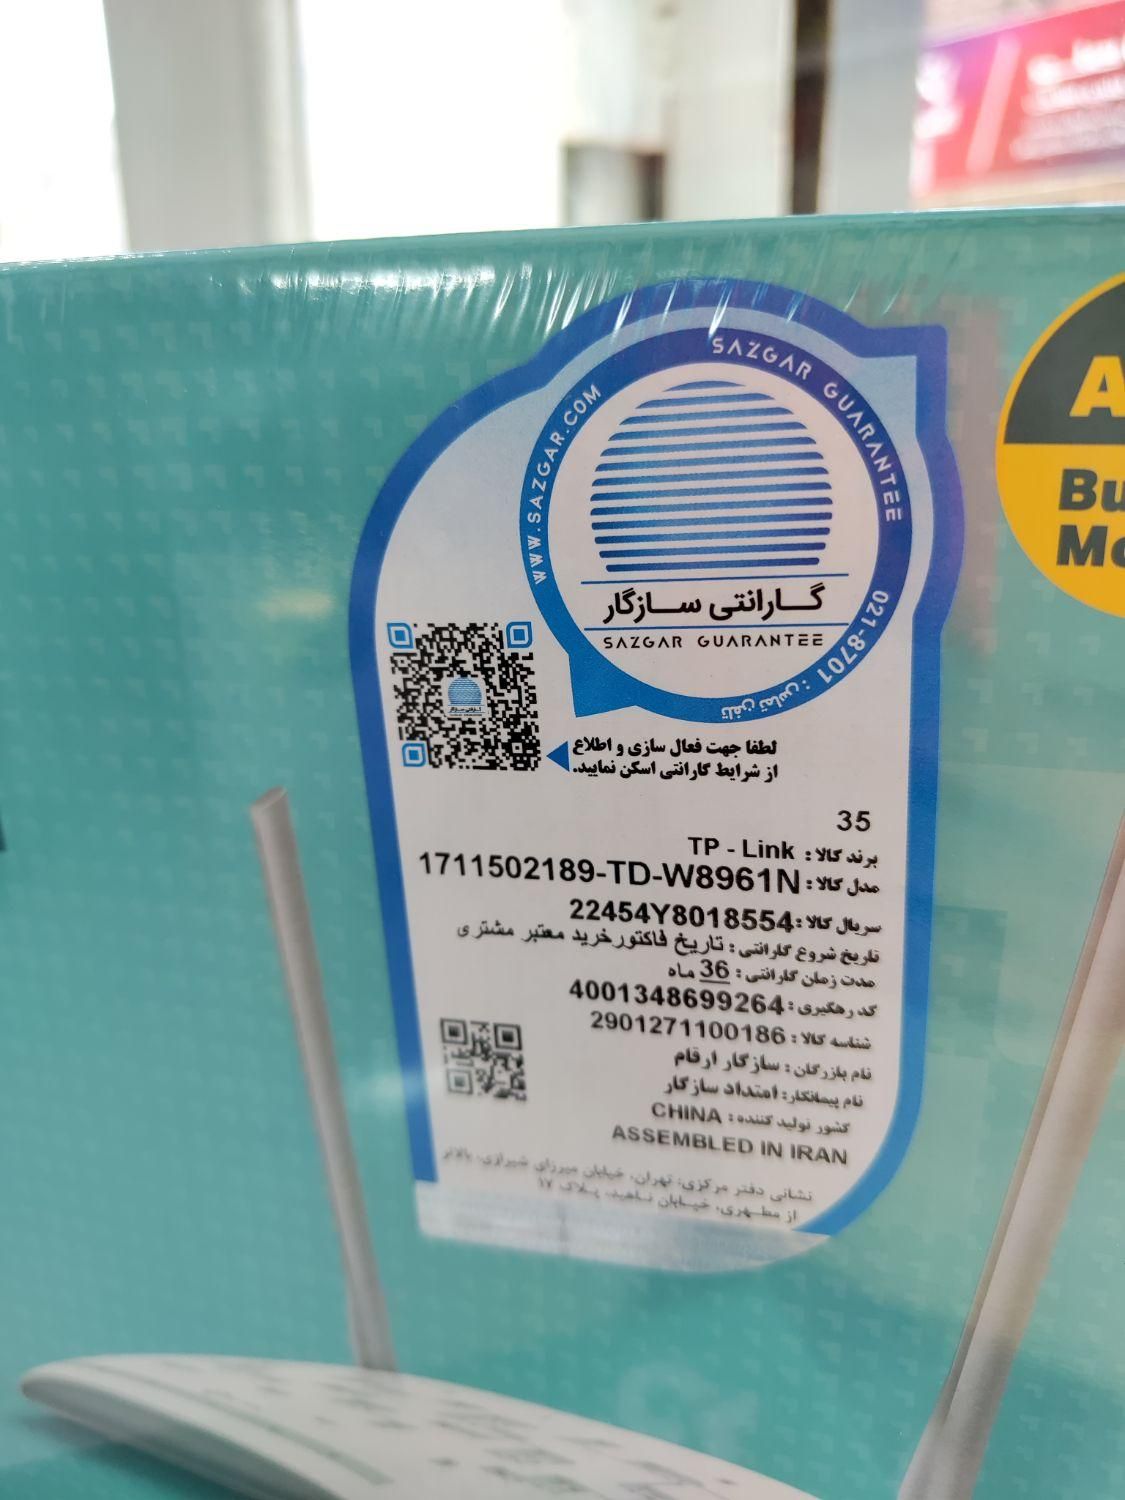 SAZGAR GUARANTEE
WWW.SAZGAR.COM
گارانتی سازگار
SAZGAR GUARANTEE
تلفن تماس: 021-8701
لطفا جهت فعال سازی و اطلاع
از شرایط گارانتی اسکن نمایید.
35
برند کالا: TP - Link
مدل کالا: 1711502189-TD-W8961N
سریال کالا: 22454Y8018554
تاریخ شروع گارانتی: تاریخ فاکتورخرید معتبر مشتری
مدت زمان گارانتی: 36 ماه
کد رهگیری: 4001348699264
شناسه کالا: 2901271100186
نام بازرگان: سازگار ارقام
نام پیمانکار: امتداد سازگار
کشور تولید کننده: CHINA
ASSEMBLED IN IRAN
نشانی دفتر مرکزی: تهران، خیابان میرزای شیرازی، بالاتر
از مطهری، خیابان ناهید، پلاک ۱۷